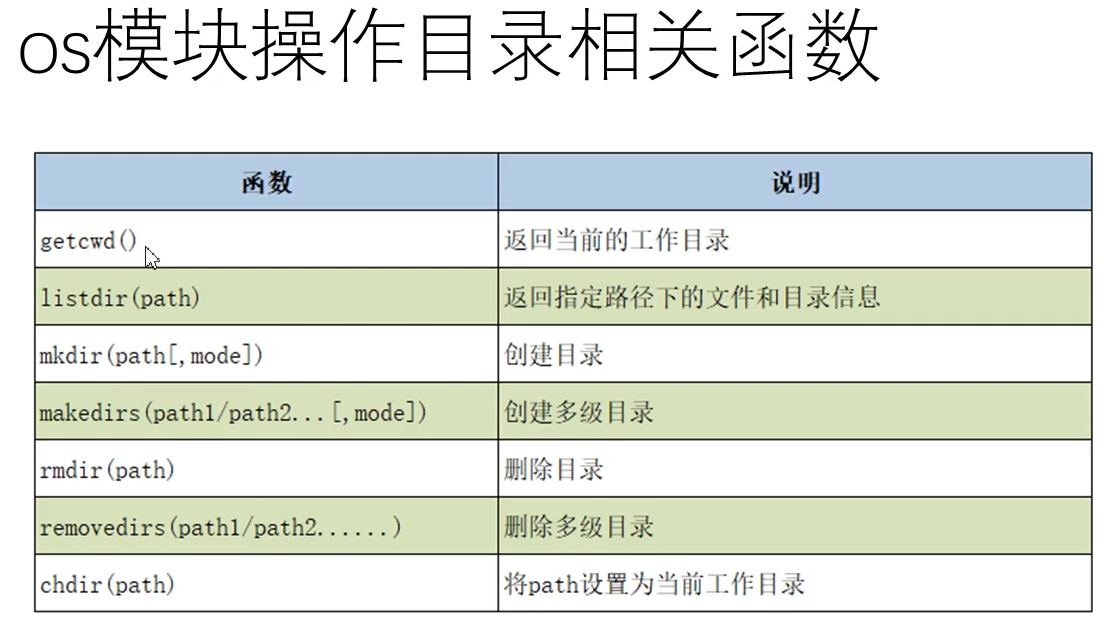 os模块操作目录相关函数
函数 说明
getcwd() 返回当前的工作目录
listdir(path) 返回指定路径下的文件和目录信息
mkdir(path[,mode]) 创建目录
makedirs(path1/path2...[,mode]) 创建多级目录
rmdir(path) 删除目录
removedirs(path1/path2......) 删除多级目录
chdir(path) 将path设置为当前工作目录